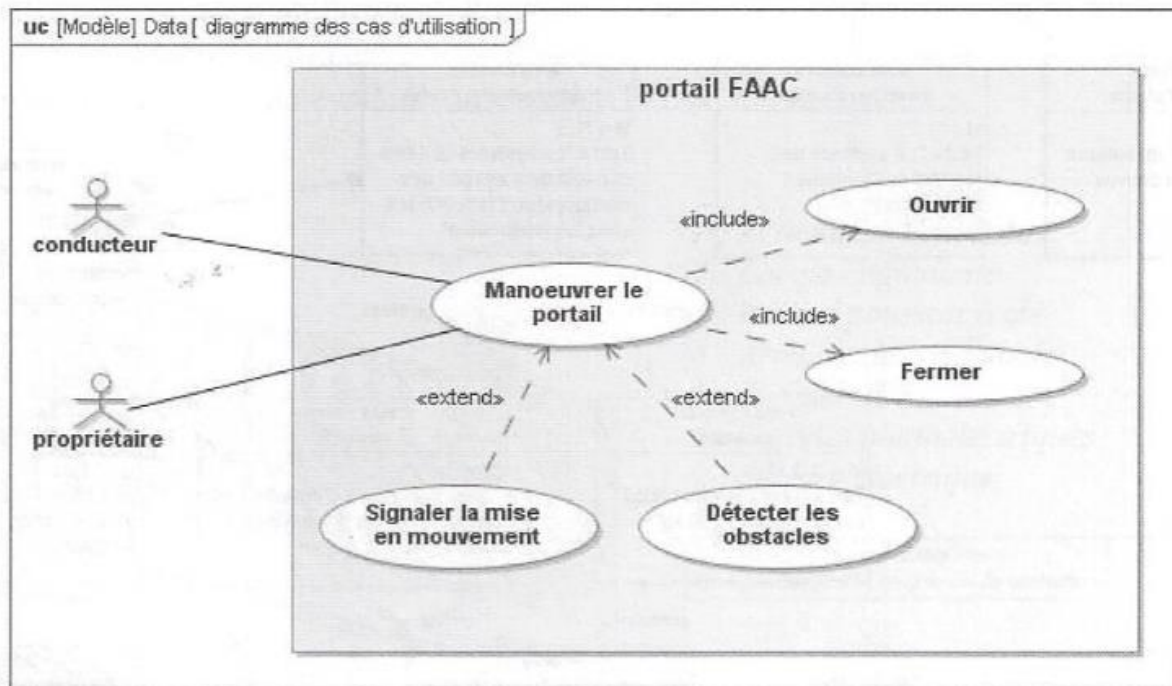 uc [Modèle] Data [ diagramme des cas d'utilisation ]
portail FAAC
Ouvrir
«include»
conducteur
Manoeuvrer le
portail
«include»
Fermer
«extend»
«extend»
propriétaire
Signaler la mise
en mouvement
Détecter les
obstacles